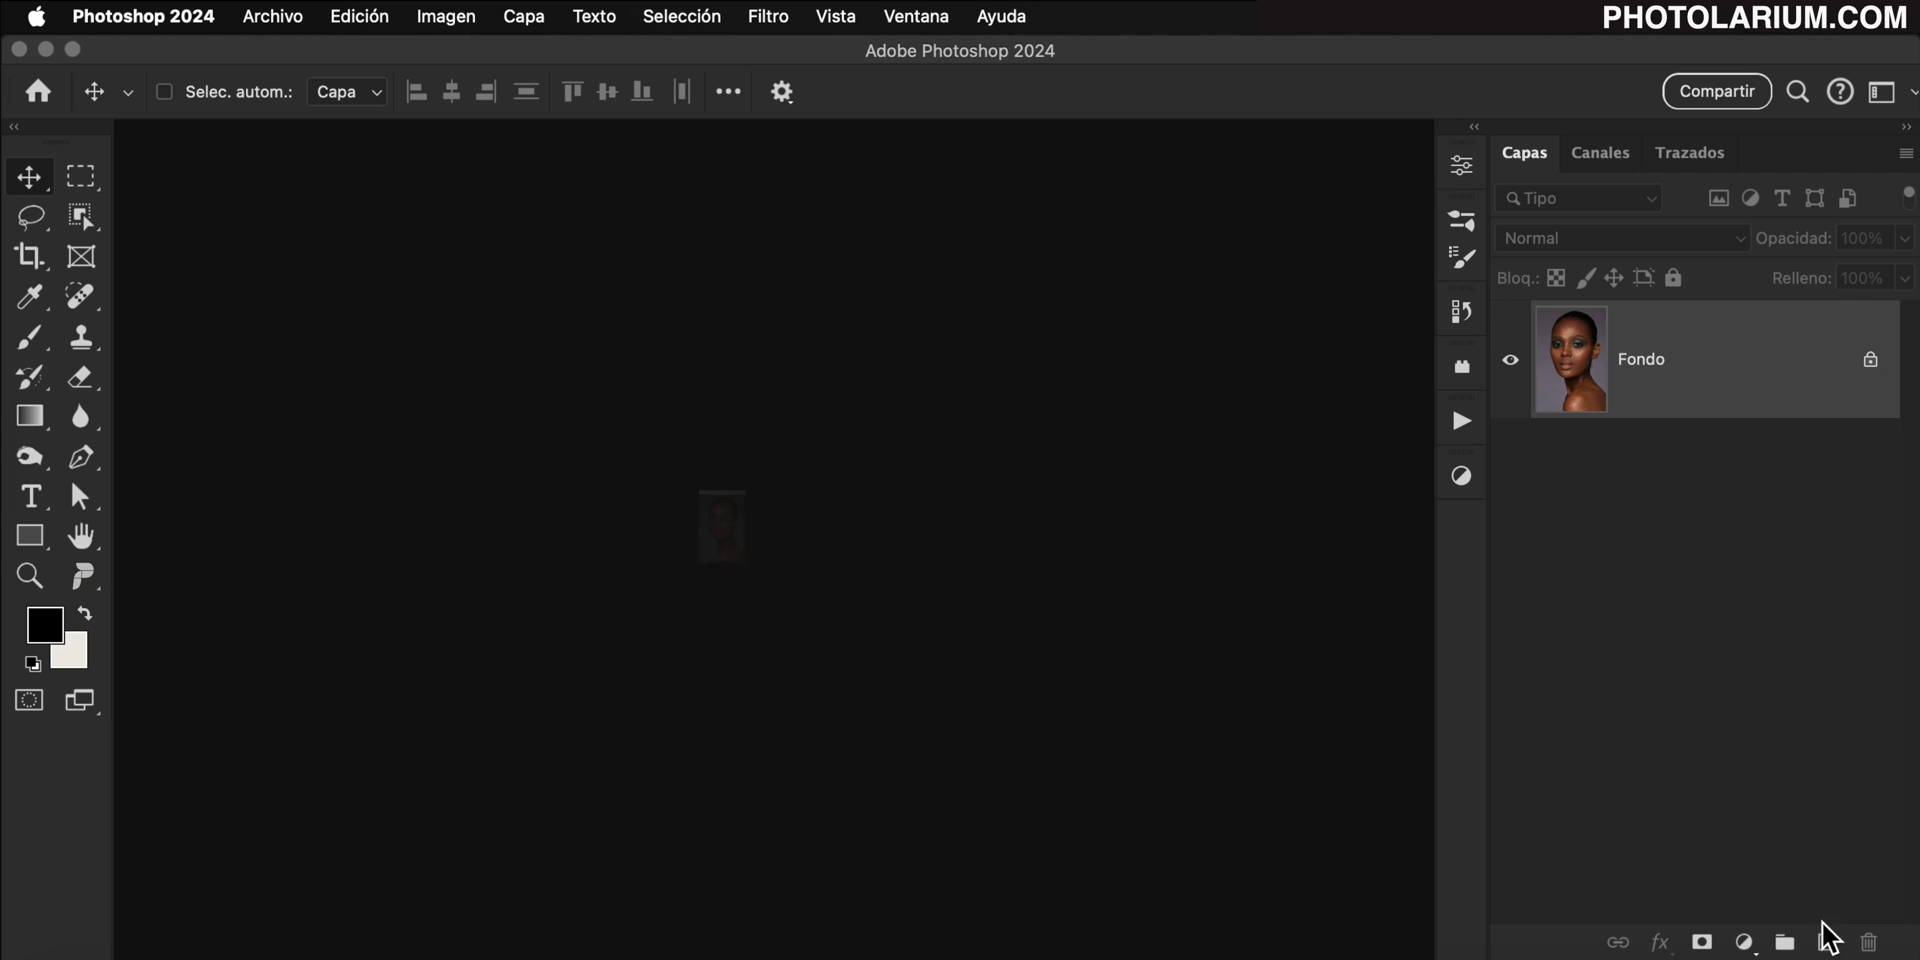 Photoshop 2024 Archivo Edición Imagen Capa Texto Selección Filtro Vista Ventana Ayuda
PHOTOLARIUM.COM
Adobe Photoshop 2024
Selec. autom.: Capa
Compartir
Capas Canales Trazados
Tipo
Normal Opacidad: 100%
Bloq.: Relleno: 100%
Fondo
fx